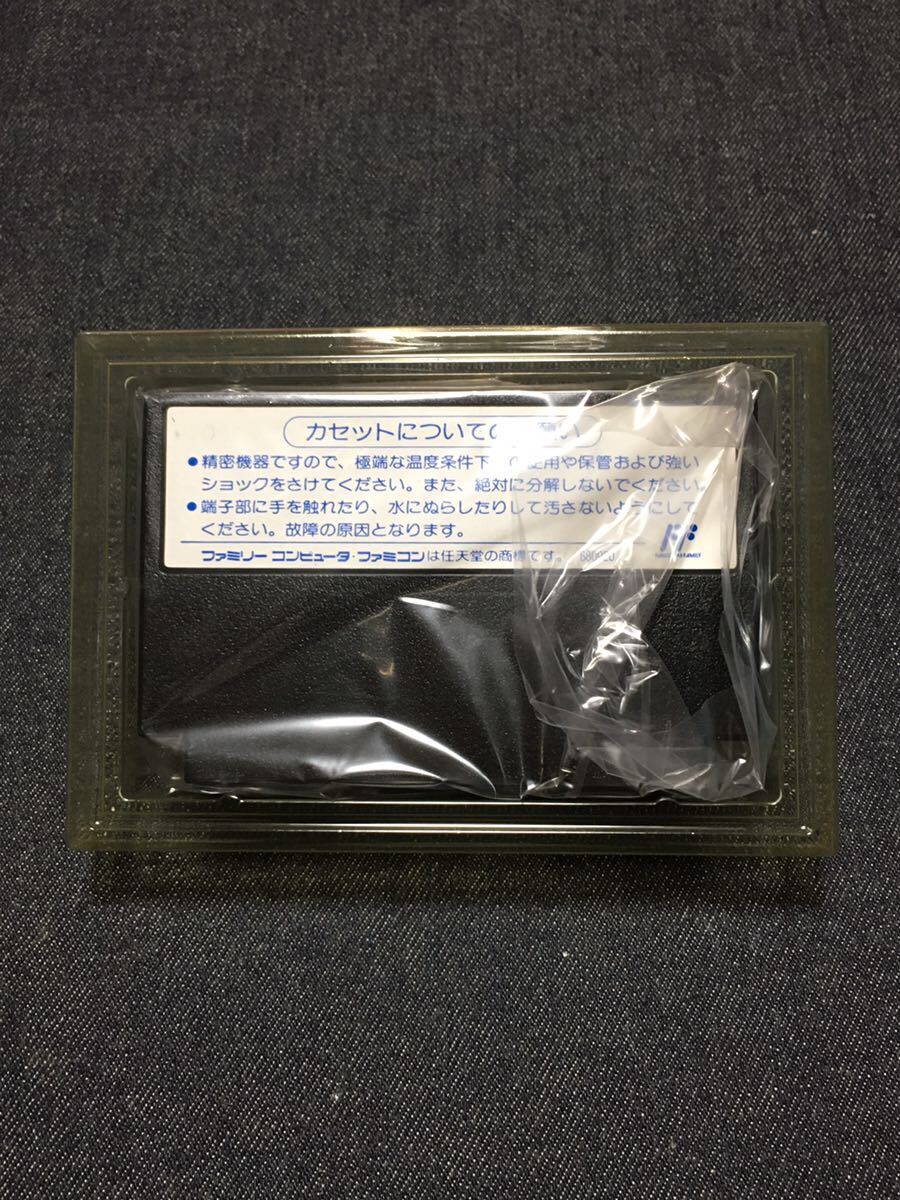 カセットについての 願い
●精密機器ですので、極端な温度条件下 の使用や保管および強い
ショックをさけてください。また、絶対に分解しないでください。
●端子部に手を触れたり、水にぬらしたりして汚さないようにして
ください。故障の原因となります。
ファミリー コンピュータ・ファミコンは任天堂の商標です。